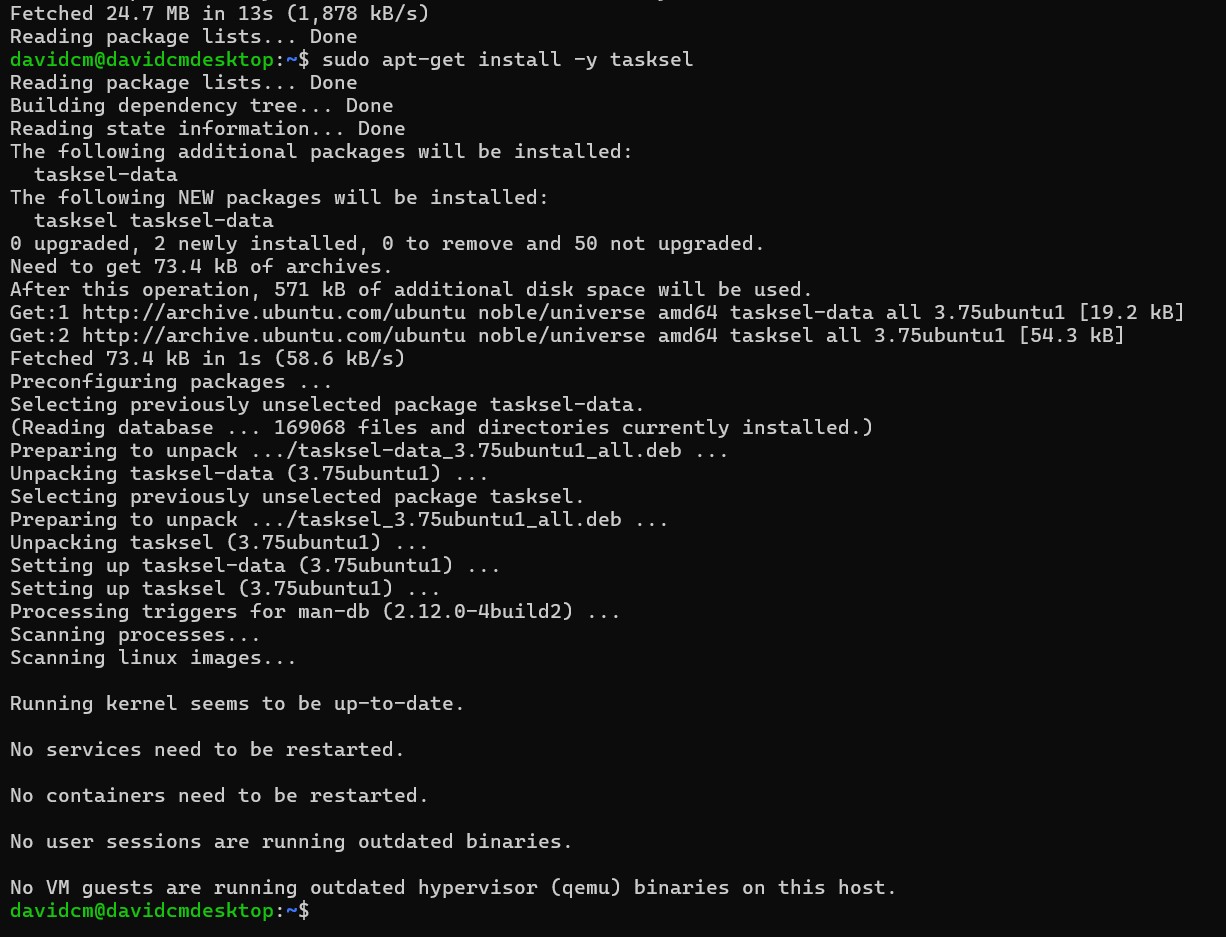 Fetched 24.7 MB in 13s (1,878 kB/s)
Reading package lists... Done
davidcm@davidcmdesktop:~$ sudo apt-get install -y tasksel
Reading package lists... Done
Building dependency tree... Done
Reading state information... Done
The following additional packages will be installed:
  tasksel-data
The following NEW packages will be installed:
  tasksel tasksel-data
0 upgraded, 2 newly installed, 0 to remove and 50 not upgraded.
Need to get 73.4 kB of archives.
After this operation, 571 kB of additional disk space will be used.
Get:1 http://archive.ubuntu.com/ubuntu noble/universe amd64 tasksel-data all 3.75ubuntu1 [19.2 kB]
Get:2 http://archive.ubuntu.com/ubuntu noble/universe amd64 tasksel all 3.75ubuntu1 [54.3 kB]
Fetched 73.4 kB in 1s (58.6 kB/s)
Preconfiguring packages ...
Selecting previously unselected package tasksel-data.
(Reading database ... 169068 files and directories currently installed.)
Preparing to unpack .../tasksel-data_3.75ubuntu1_all.deb ...
Unpacking tasksel-data (3.75ubuntu1) ...
Selecting previously unselected package tasksel.
Preparing to unpack .../tasksel_3.75ubuntu1_all.deb ...
Unpacking tasksel (3.75ubuntu1) ...
Setting up tasksel-data (3.75ubuntu1) ...
Setting up tasksel (3.75ubuntu1) ...
Processing triggers for man-db (2.12.0-4build2) ...
Scanning processes...
Scanning linux images...

Running kernel seems to be up-to-date.

No services need to be restarted.

No containers need to be restarted.

No user sessions are running outdated binaries.

No VM guests are running outdated hypervisor (qemu) binaries on this host.
davidcm@davidcmdesktop:~$